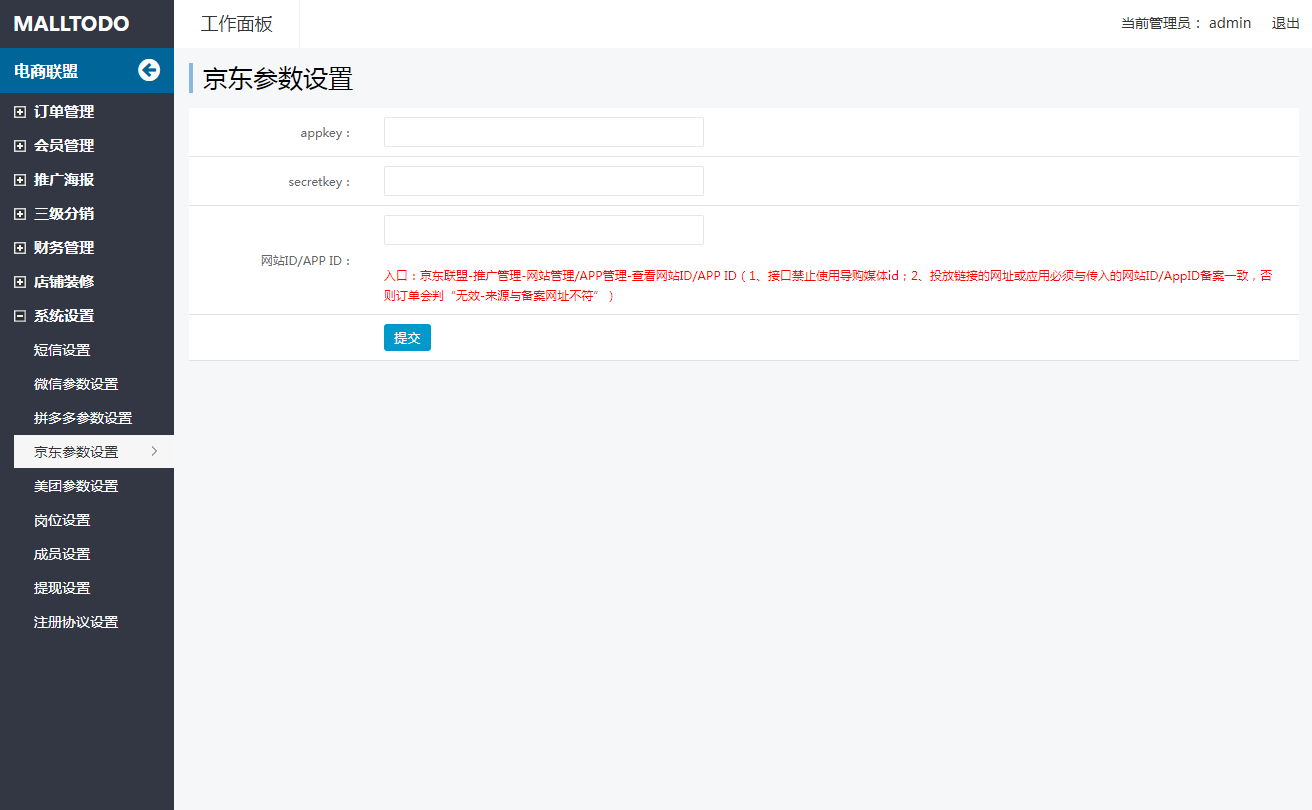 MALLTODO
工作面板
当前管理员： admin 退出
电商联盟
订单管理
会员管理
推广海报
三级分销
财务管理
店铺装修
系统设置
短信设置
微信参数设置
拼多多参数设置
京东参数设置
美团参数设置
岗位设置
成员设置
提现设置
注册协议设置
京东参数设置
appkey：
secretkey：
网站ID/APP ID：
入口：京东联盟-推广管理-网站管理/APP管理-查看网站ID/APP ID（1、接口禁止使用导购媒体id；2、投放链接的网址或应用必须与传入的网站ID/AppID备案一致，否
则订单会判“无效-来源与备案网址不符” ）
提交